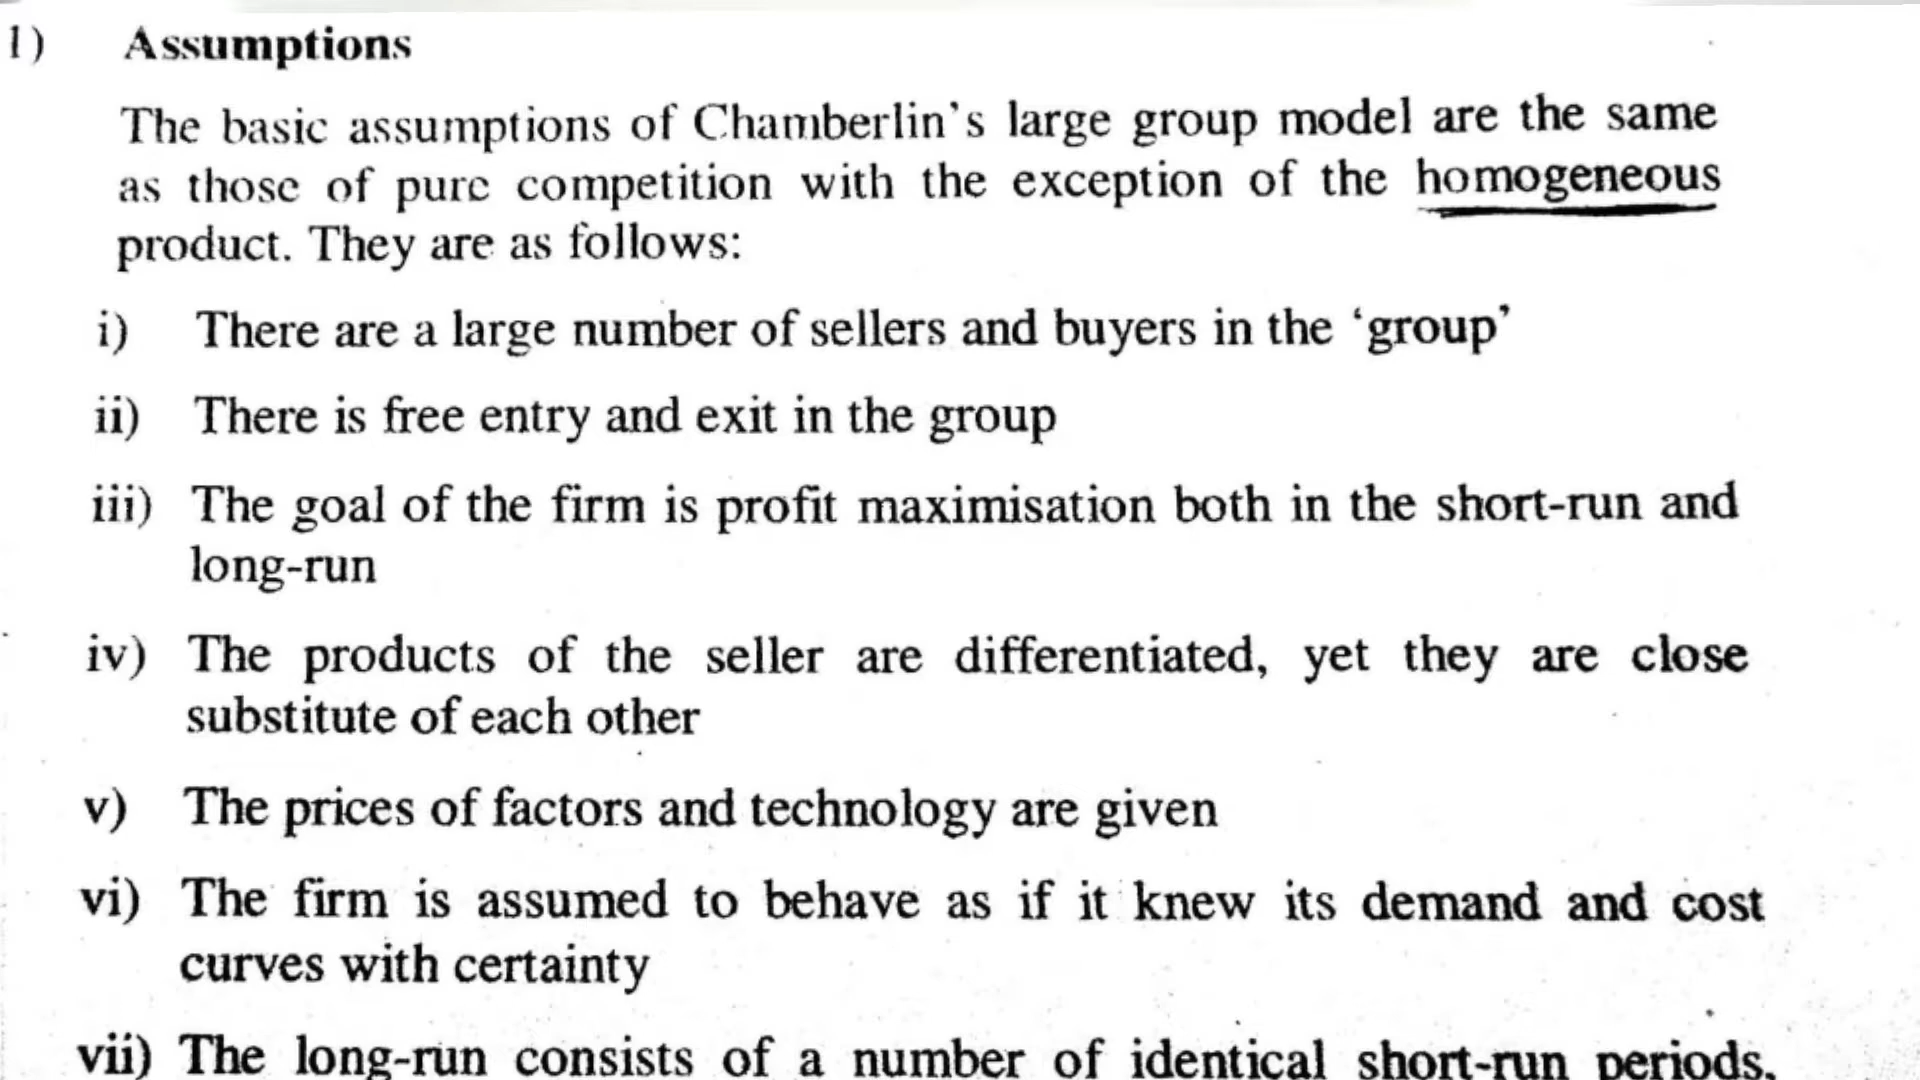 1) Assumptions
The basic assumptions of Chamberlin's large group model are the same
as those of pure competition with the exception of the homogeneous
product. They are as follows:
i) There are a large number of sellers and buyers in the 'group'
ii) There is free entry and exit in the group
iii) The goal of the firm is profit maximisation both in the short-run and
long-run
iv) The products of the seller are differentiated, yet they are close
substitute of each other
v) The prices of factors and technology are given
vi) The firm is assumed to behave as if it knew its demand and cost
curves with certainty
vii) The long-run consists of a number of identical short-run periods,